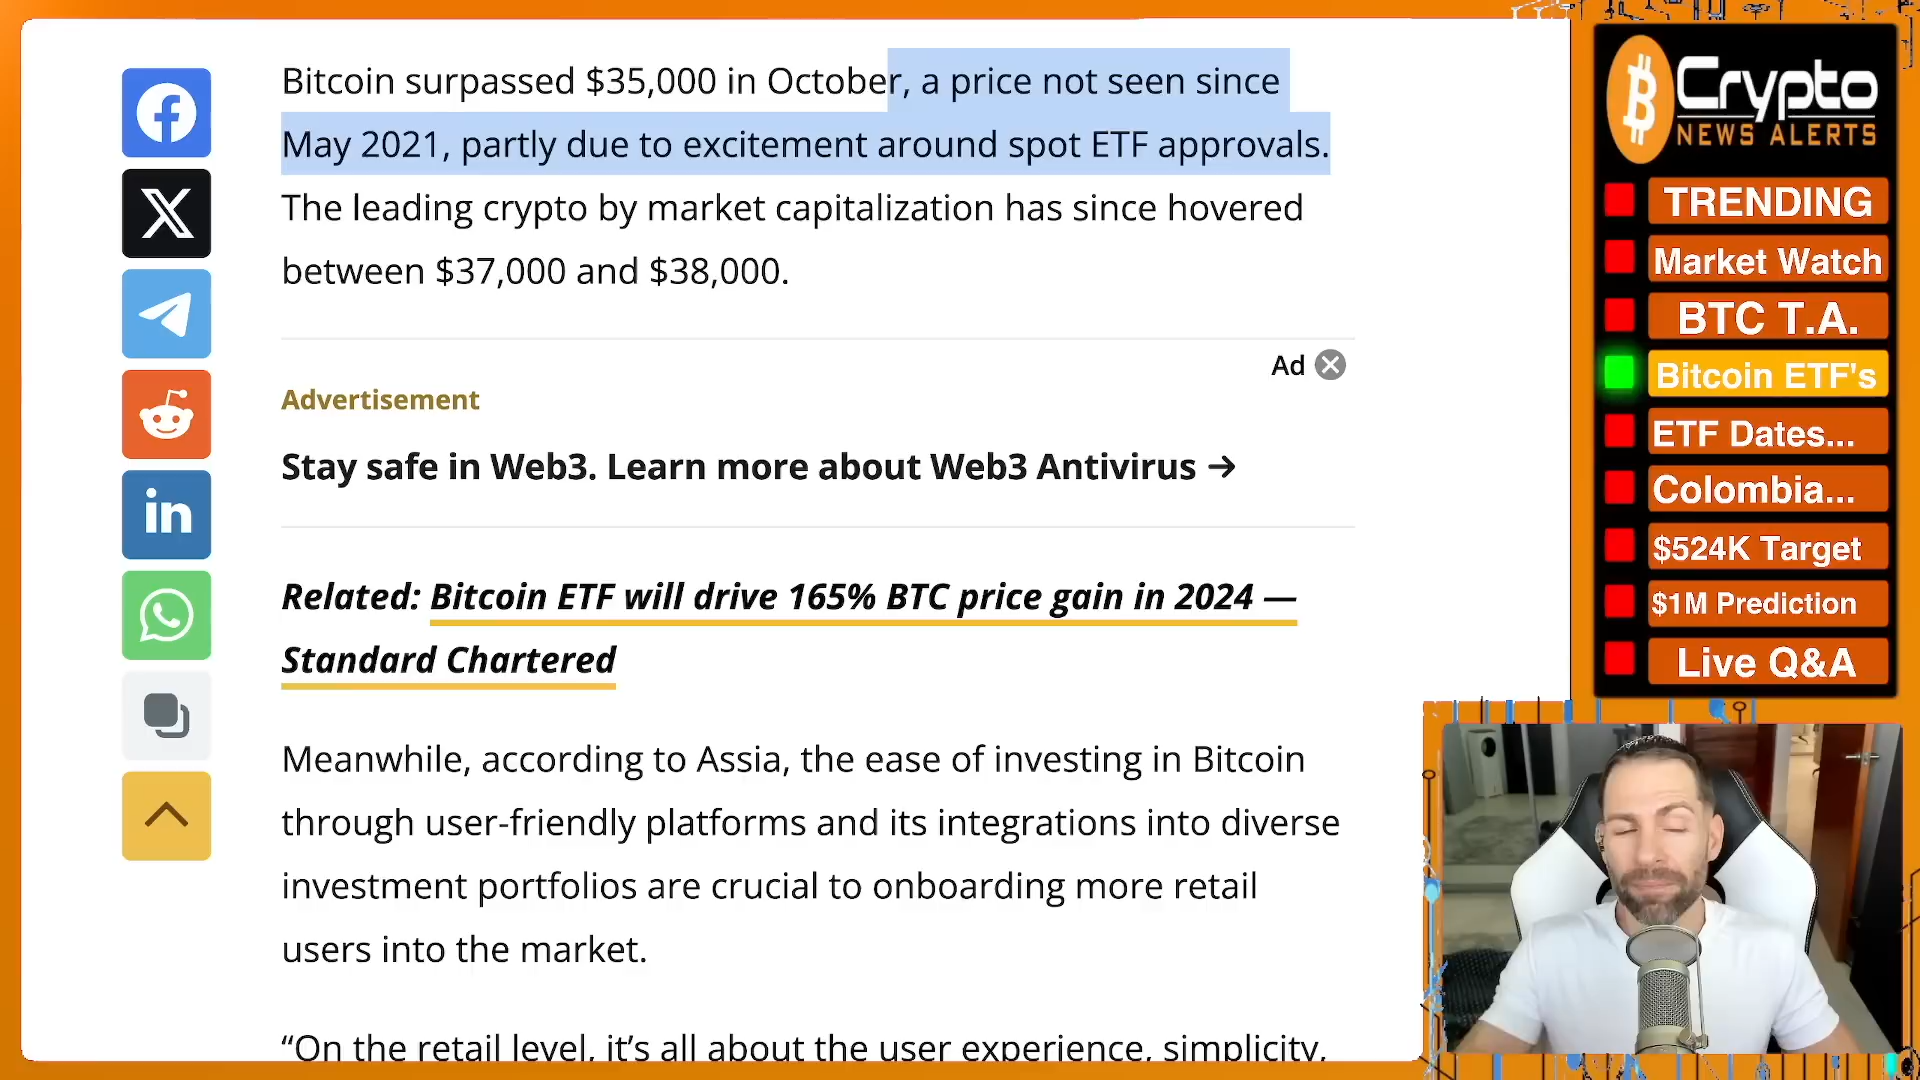 Bitcoin surpassed $35,000 in October, a price not seen since
May 2021, partly due to excitement around spot ETF approvals.
The leading crypto by market capitalization has since hovered
between $37,000 and $38,000.
Ad
Advertisement
Stay safe in Web3. Learn more about Web3 Antivirus →
Related: Bitcoin ETF will drive 165% BTC price gain in 2024 —
Standard Chartered
Meanwhile, according to Assia, the ease of investing in Bitcoin
through user-friendly platforms and its integrations into diverse
investment portfolios are crucial to onboarding more retail
users into the market.
“On the retail level, it’s all about the user experience, simplicity,
Crypto
NEWS ALERTS
TRENDING
Market Watch
BTC T.A.
Bitcoin ETF's
ETF Dates...
Colombia...
$524K Target
$1M Prediction
Live Q&A